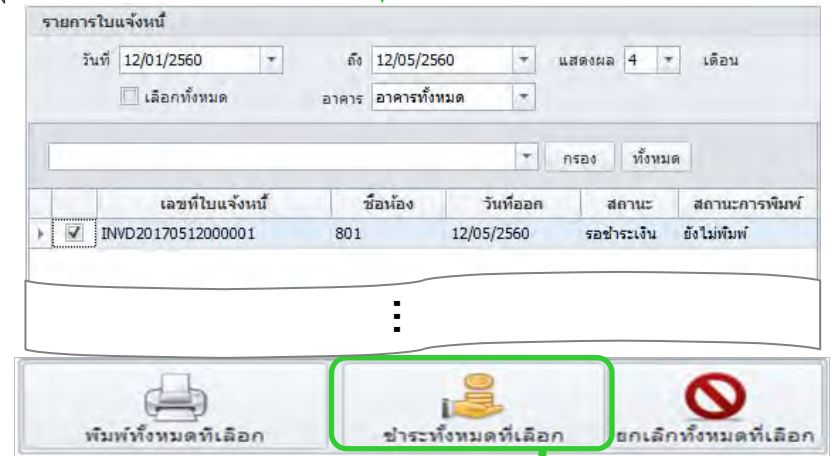 รายการใบแจ้งหนี้
วันที่ 12/01/2560 ถึง 12/05/2560 แสดงผล 4 เดือน
เลือกทั้งหมด อาคาร อาคารทั้งหมด
กรอง ทั้งหมด
เลขที่ใบแจ้งหนี้ ชื่อห้อง วันที่ออก สถานะ สถานะการพิมพ์
INVD20170512000001 801 12/05/2560 รอชำระเงิน ยังไม่พิมพ์
พิมพ์ทั้งหมดที่เลือก ชำระทั้งหมดที่เลือก ยกเลิกทั้งหมดที่เลือก